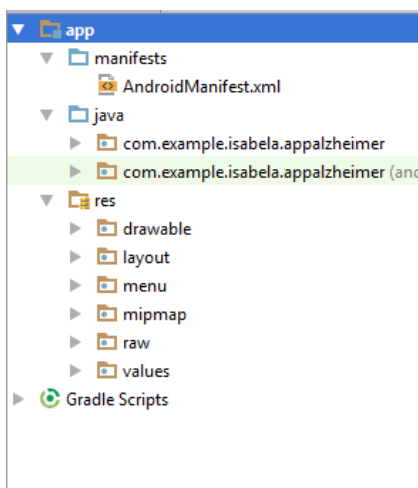 app
manifests
AndroidManifest.xml
java
com.example.isabela.appalzheimer
com.example.isabela.appalzheimer (and
res
drawable
layout
menu
mipmap
raw
values
Gradle Scripts